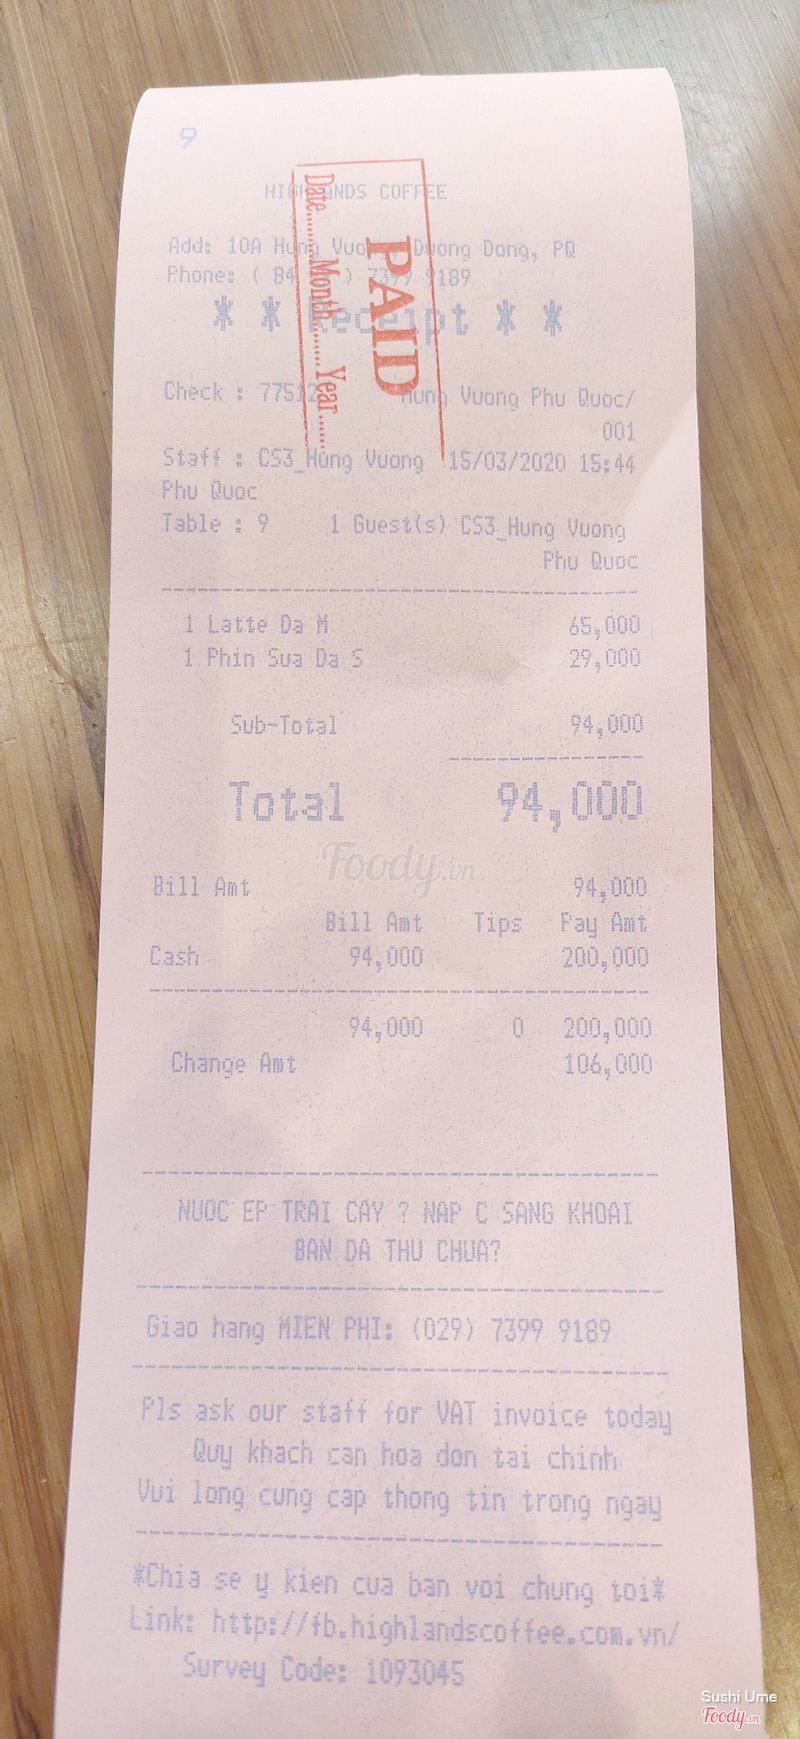 9
HIGHLANDS COFFEE
Add: 10A Hung Vuong Duong Dong, PQ
Phone: ( 84 ) 7399 9189
* * Receipt * *
PAID
Date........Month.......Year......
Check : 77512 Hung Vuong Phu Quoc/
001
Staff : CS3_Hung Vuong 15/03/2020 15:44
Phu Quoc
Table : 9 1 Guest(s) CS3_Hung Vuong
Phu Quoc
1 Latte Da M 65,000
1 Phin Sua Da S 29,000
Sub-Total 94,000
Total 94,000
Foody.vn
Bill Amt 94,000
Bill Amt Tips Pay Amt
Cash 94,000 200,000
94,000 0 200,000
Change Amt 106,000
NUOC EP TRAI CAY ? NAP C SANG KHOAI
BAN DA THU CHUA?
Giao hang MIEN PHI: (029) 7399 9189
Pls ask our staff for VAT invoice today
Quy khach can hoa don tai chinh
Vui long cung cap thong tin trong ngay
*Chia se y kien cua ban voi chung toi*
Link: http://fb.highlandscoffee.com.vn/
Survey Code: 1093045
Sushi Ume
Foody.vn